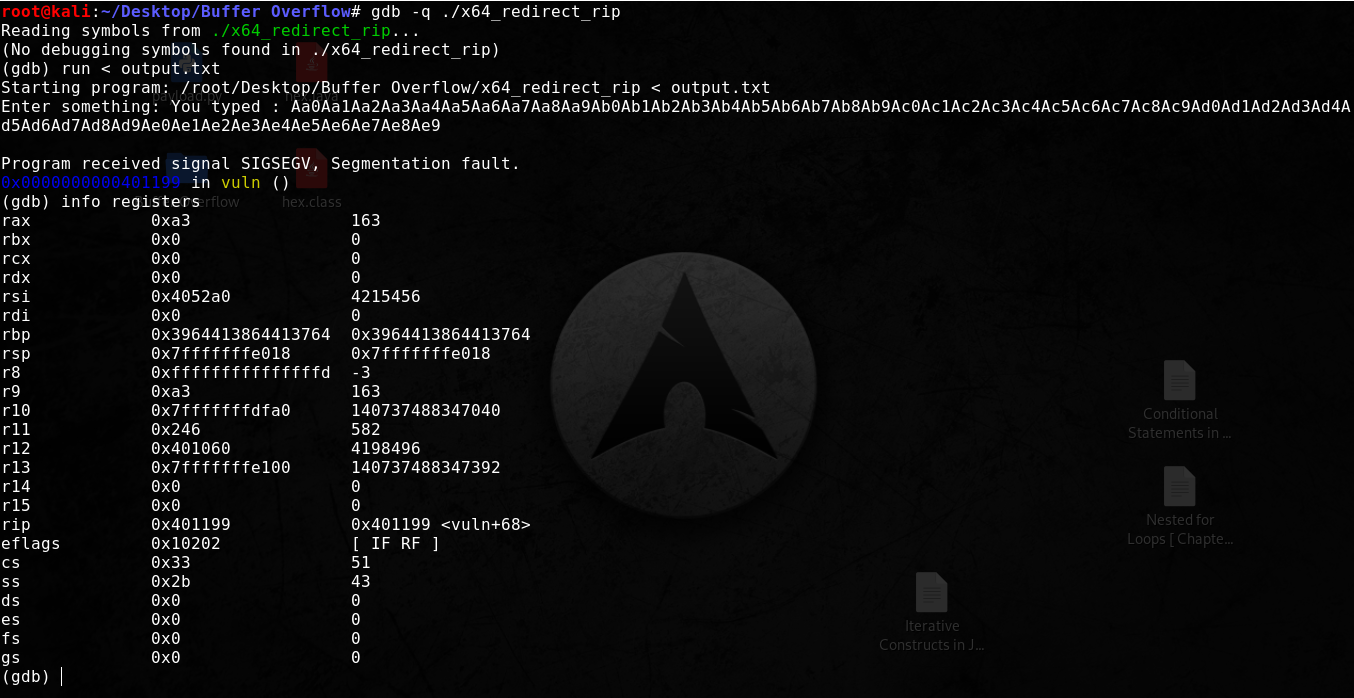 root@kali:~/Desktop/Buffer Overflow# gdb -q ./x64_redirect_rip
Reading symbols from ./x64_redirect_rip...
(No debugging symbols found in ./x64_redirect_rip)
(gdb) run < output.txt
Starting program: /root/Desktop/Buffer Overflow/x64_redirect_rip < output.txt
Enter something: You typed : Aa0Aa1Aa2Aa3Aa4Aa5Aa6Aa7Aa8Aa9Ab0Ab1Ab2Ab3Ab4Ab5Ab6Ab7Ab8Ab9Ac0Ac1Ac2Ac3Ac4Ac5Ac6Ac7Ac8Ac9Ad0Ad1Ad2Ad3Ad4A
d5Ad6Ad7Ad8Ad9Ae0Ae1Ae2Ae3Ae4Ae5Ae6Ae7Ae8Ae9
Program received signal SIGSEGV, Segmentation fault.
0x0000000000401199 in vuln ()
(gdb) info registers
hex.class
rax 0xa3 163
rbx 0x0 0
rcx 0x0 0
rdx 0x0 0
rsi 0x4052a0 4215456
rdi 0x0 0
rbp 0x3964413864413764 0x3964413864413764
rsp 0x7fffffffe018 0x7fffffffe018
r8 0xfffffffffffffffd -3
r9 0xa3 163
r10 0x7fffffffdfa0 140737488347040
r11 0x246 582
r12 0x401060 4198496
r13 0x7fffffffe100 140737488347392
r14 0x0 0
r15 0x0 0
rip 0x401199 0x401199 <vuln+68>
eflags 0x10202 [ IF RF ]
cs 0x33 51
ss 0x2b 43
ds 0x0 0
es 0x0 0
fs 0x0 0
gs 0x0 0
(gdb)
Conditional
Statements in ...
Nested for
Loops [ Chapte...
Iterative
Constructs in J...